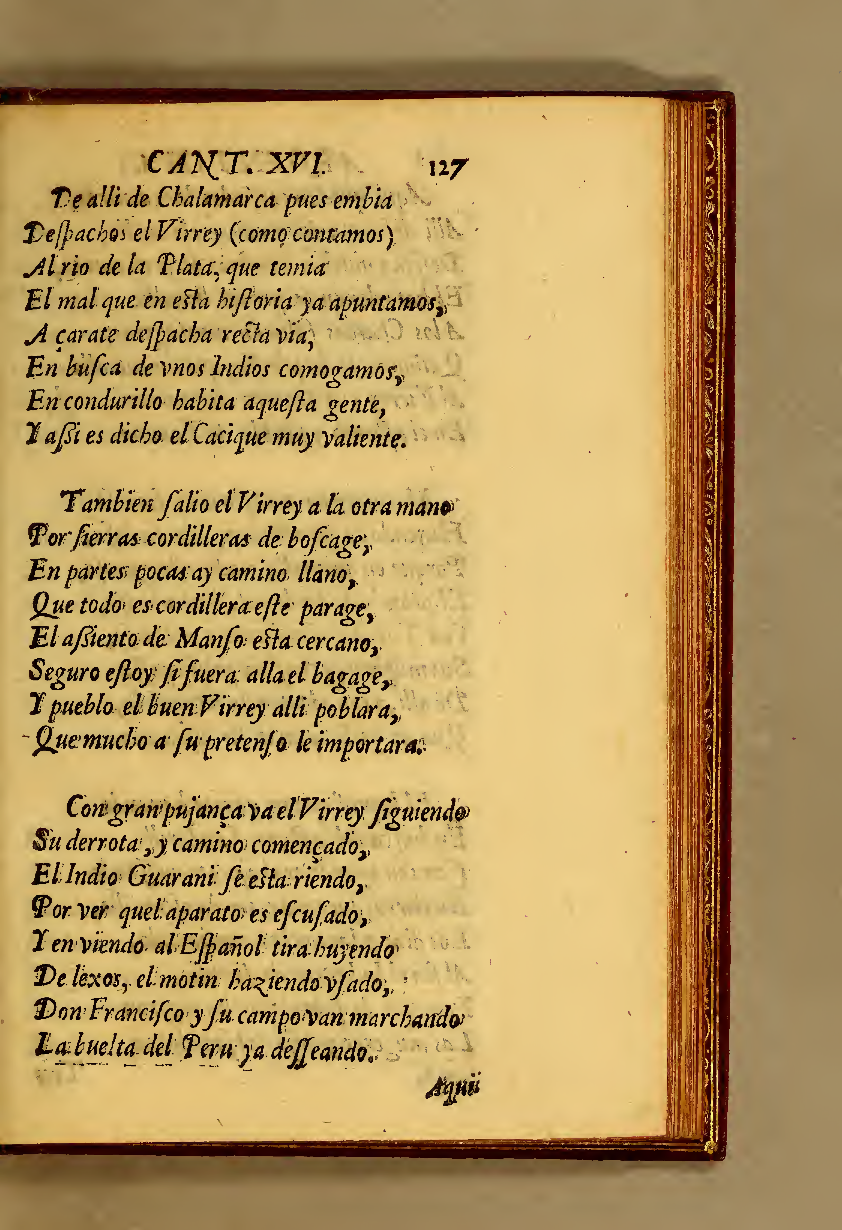 CANT. XVI. 127
De alli de Chalamarca pues embia
Deſpachos el Virrey (como contamos)
Al rio de la Plata, que temia
El mal que en eſta hiſtoria ya apuntamos,
A çarate deſpacha recta via,
En buſca de vnos Indios comogamos,
En condurillo habita aqueſta gente,
Y aſsi es dicho el Cacique muy valiente.
Tambien ſalio el Virrey a la otra mano
Por ſierras cordilleras de boſcage,
En partes pocas ay camino llano,
Que todo es cordillera eſte parage,
El aſsiento de Manſo eſta cercano,
Seguro eſtoy ſi fuera alla el bagage,
Y pueblo el buen Virrey alli poblara,
Que mucho a ſu pretenſo le importara.
Con gran pujança va el Virrey ſiguiendo
Su derrota, y camino començado,
El Indio Guarani ſe eſta riendo,
Por ver quel aparato es eſcuſado,
Y en viendo al Eſpañol tira huyendo
De lexos, el motin haziendo vſado,
Don Franciſco y ſu campo van marchando
La buelta del Peru ya deſſeando.
Aqui